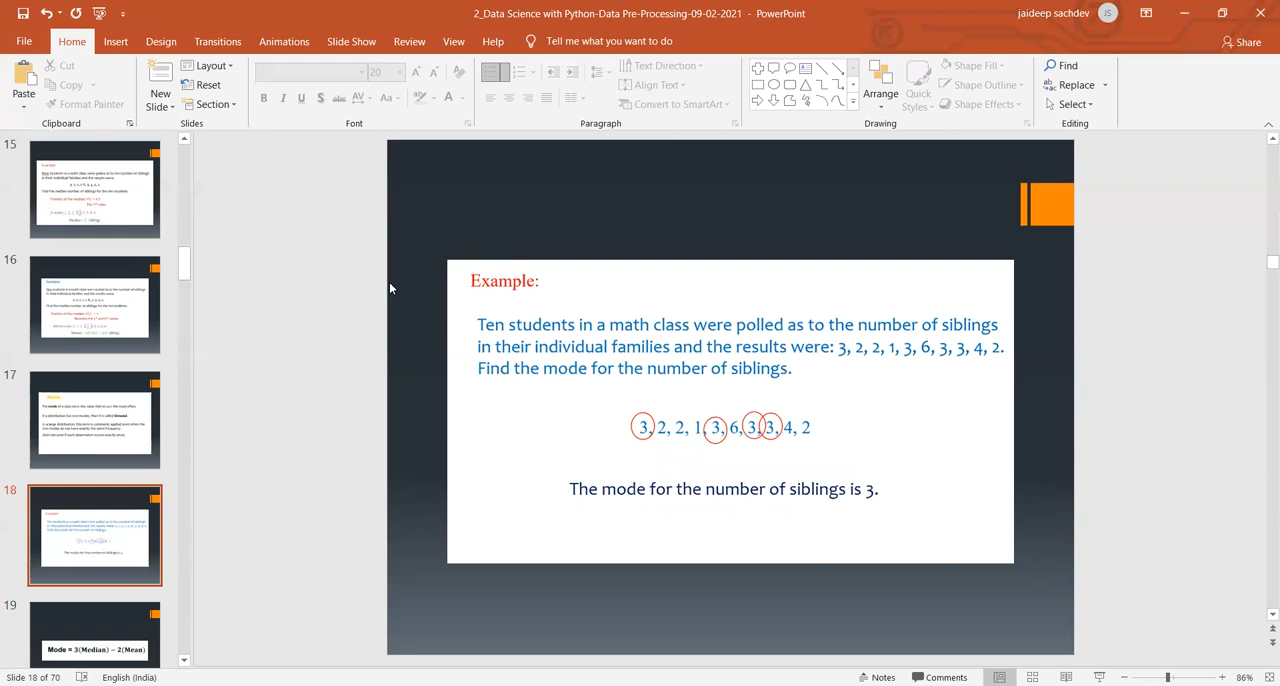 2_Data Science with Python-Data Pre-Processing-09-02-2021 - PowerPoint
jaideep sachdev JS
File Home Insert Design Transitions Animations Slide Show Review View Help Tell me what you want to do Share
Paste
Cut
Copy
Format Painter
Clipboard
New Slide
Layout
Reset
Section
Slides
20
B I U S abc AV Aa A
Font
Text Direction
Align Text
Convert to SmartArt
Paragraph
Arrange
Quick Styles
Shape Fill
Shape Outline
Shape Effects
Drawing
Find
Replace
Select
Editing
15
16
17
18
19
Mode = 3(Median) − 2(Mean)
Example:
Ten students in a math class were polled as to the number of siblings
in their individual families and the results were: 3, 2, 2, 1, 3, 6, 3, 3, 4, 2.
Find the mode for the number of siblings.
3, 2, 2, 1, 3, 6, 3, 3, 4, 2
The mode for the number of siblings is 3.
Slide 18 of 70 English (India) Notes Comments 86%